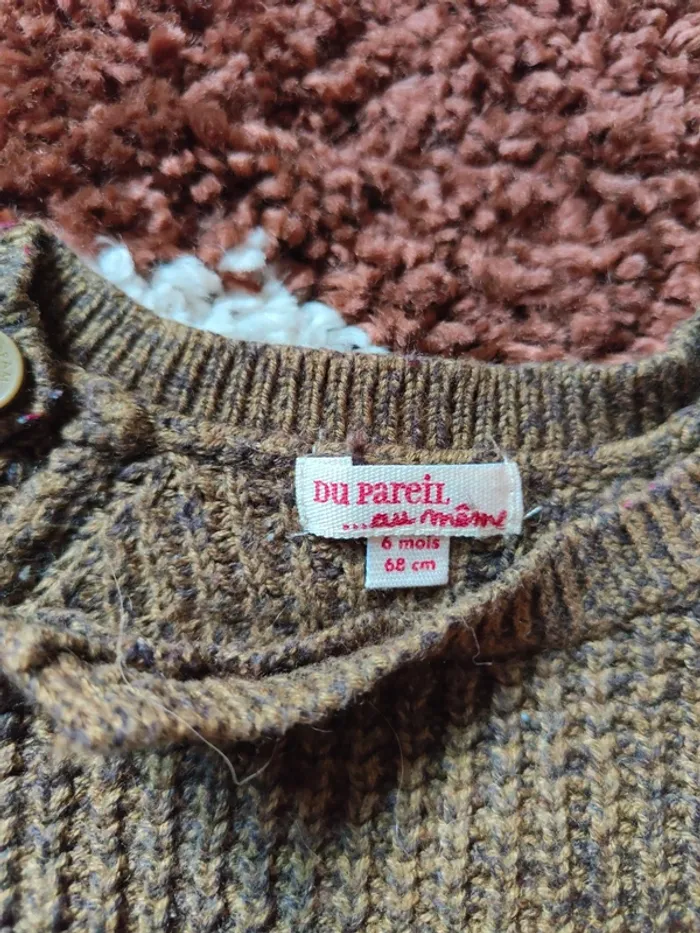 Du Pareil
...au même
6 mois
68 cm